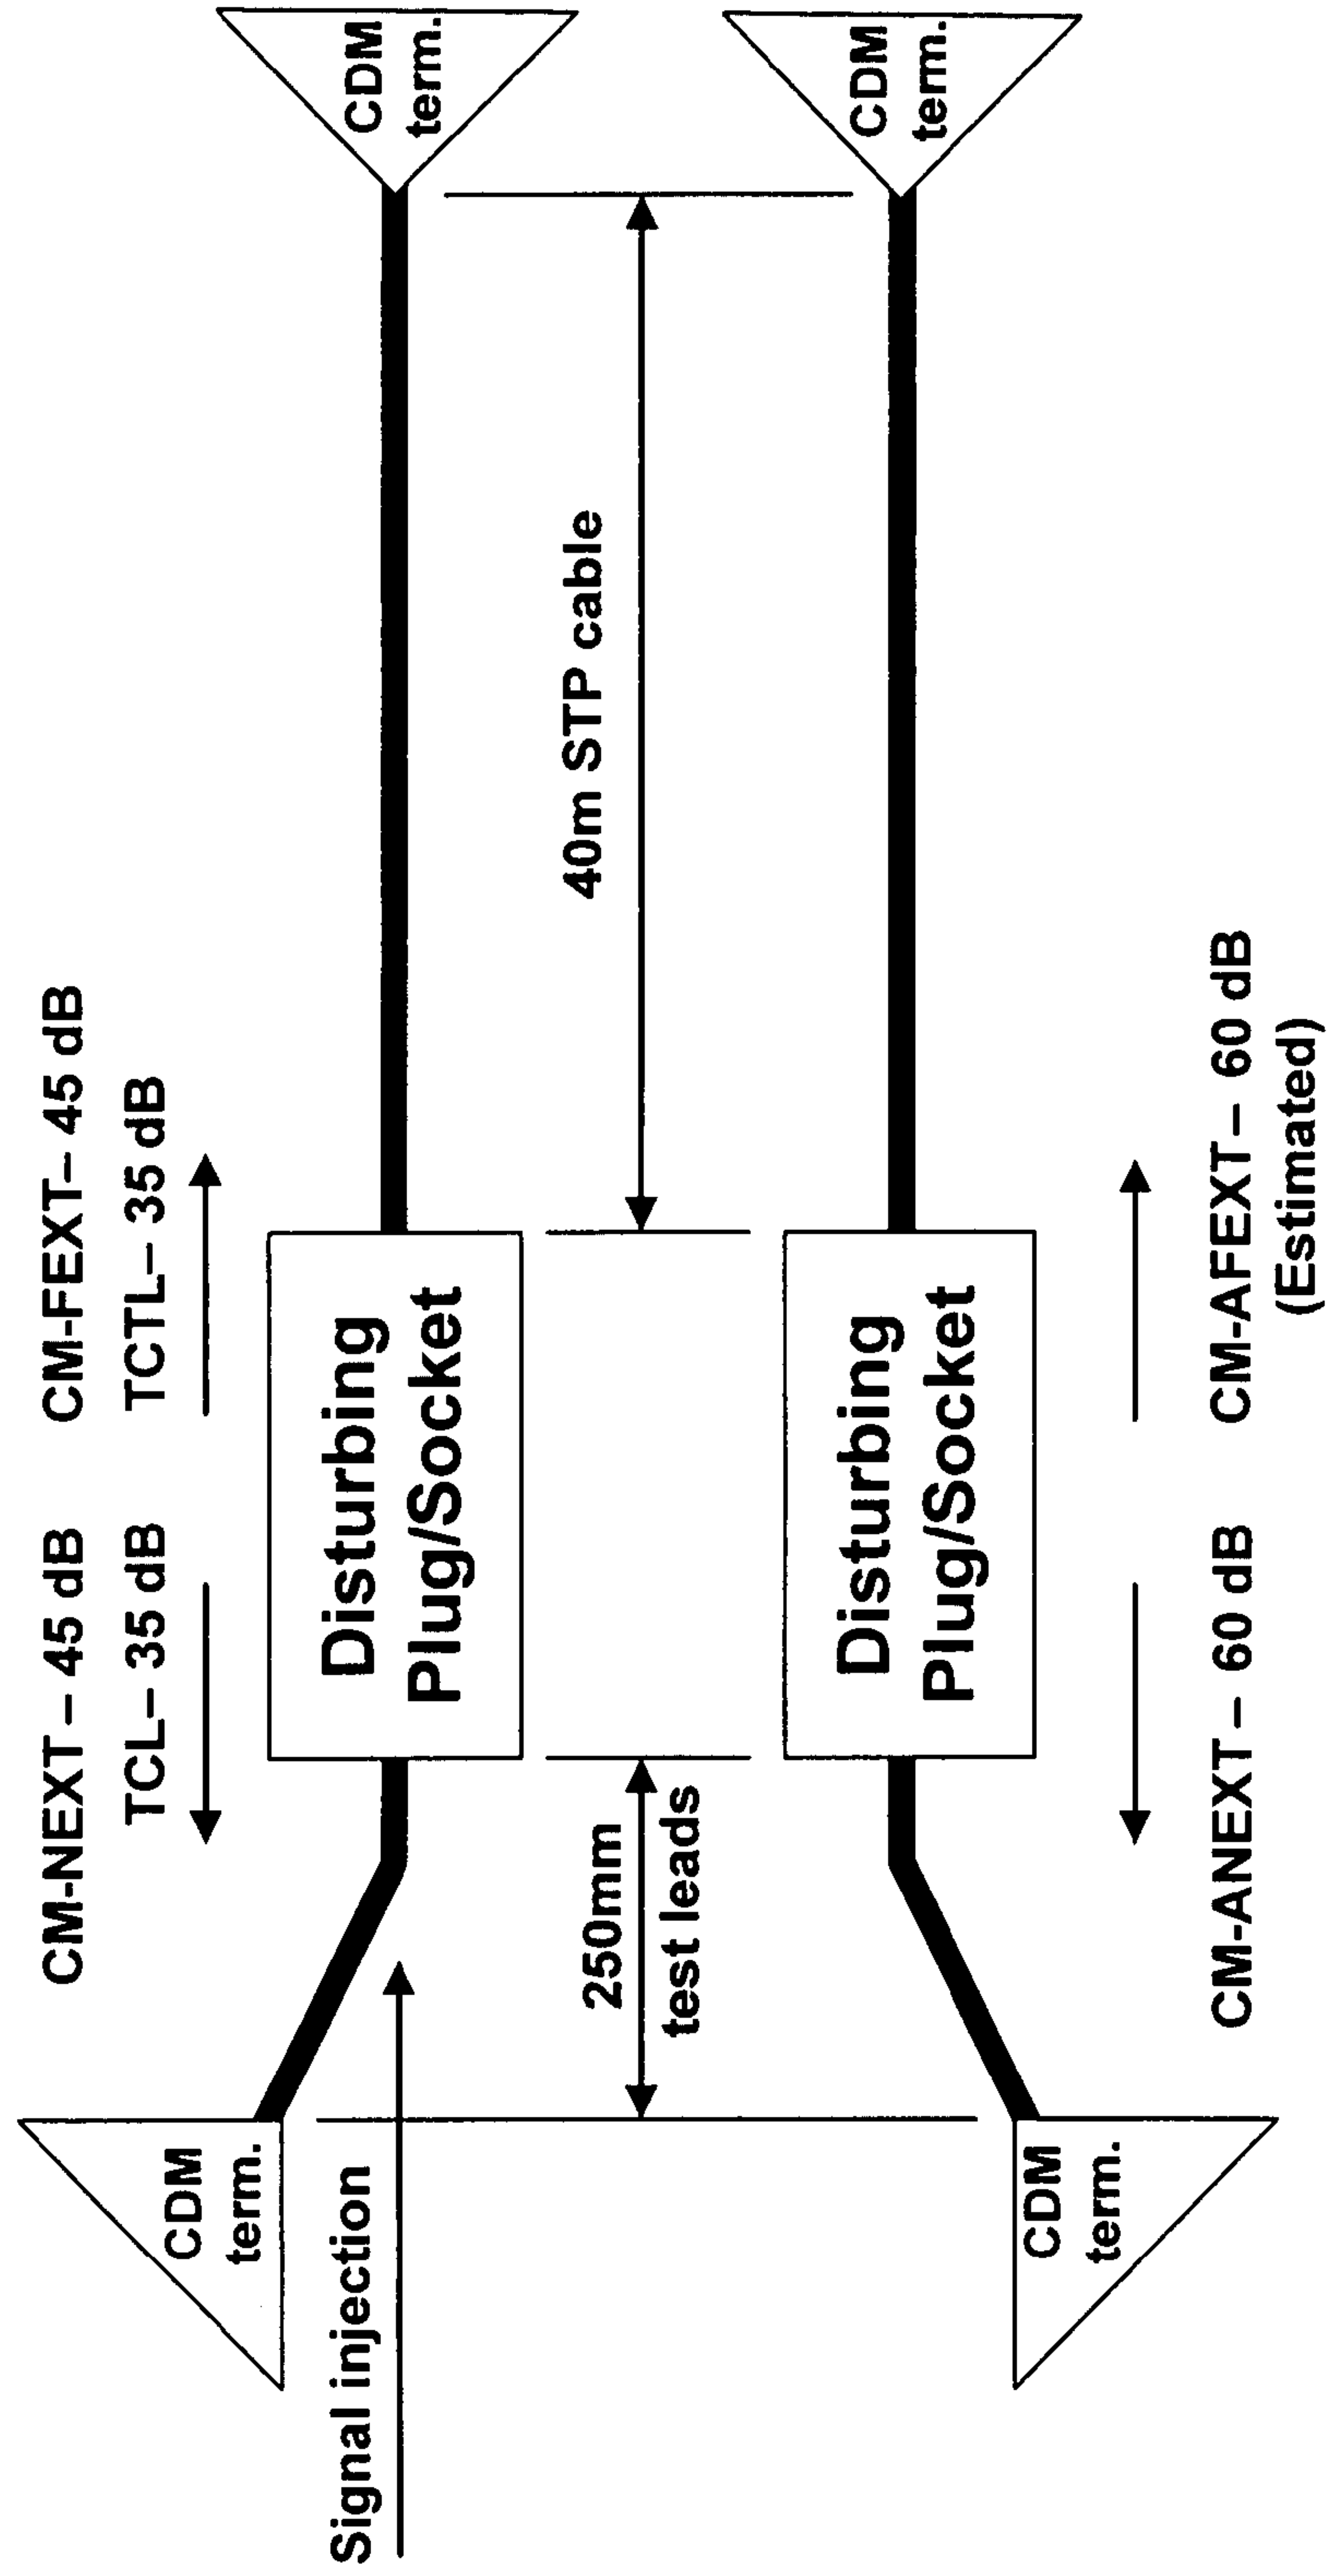 CM-NEXT – 45 dB
CM-FEXT– 45 dB
TCL– 35 dB
TCTL– 35 dB
CDM
term.
Signal injection
Disturbing
Plug/Socket
CDM
term.
250mm
test leads
40m STP cable
CDM
term.
Disturbing
Plug/Socket
CDM
term.
CM-ANEXT – 60 dB
CM-AFEXT – 60 dB
(Estimated)